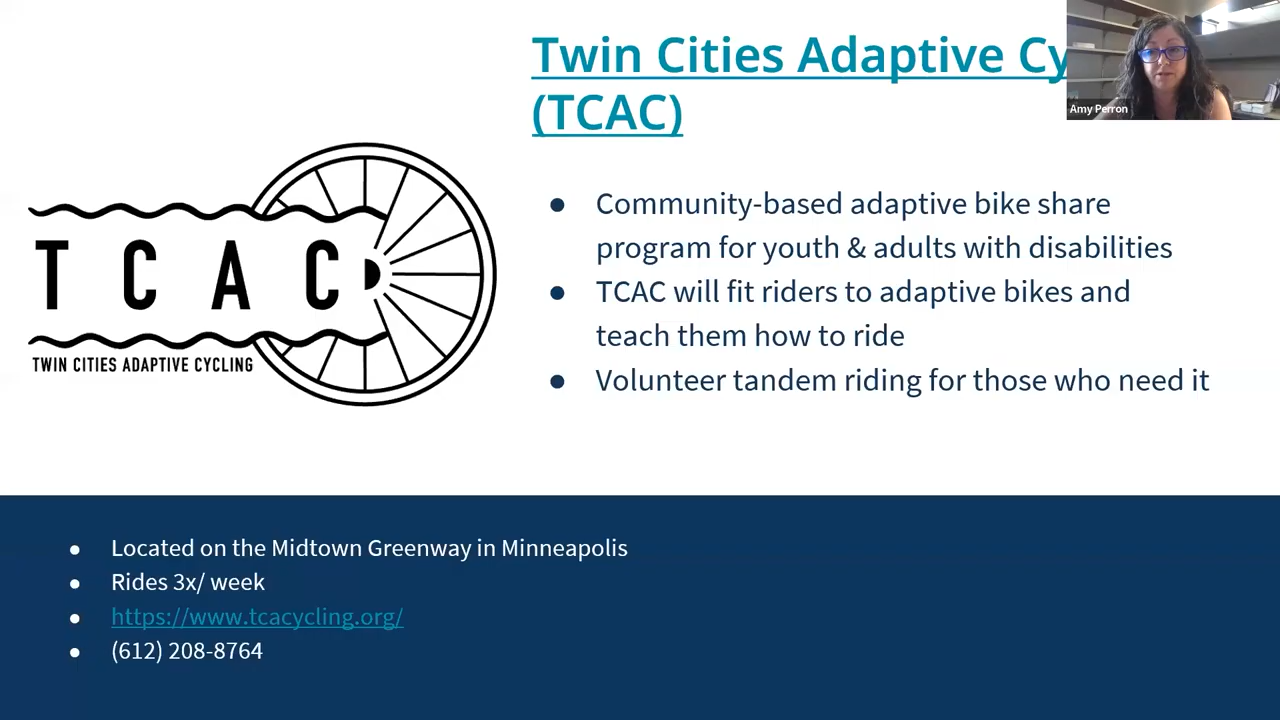 Twin Cities Adaptive Cy
(TCAC)
Amy Perron
T C A C
TWIN CITIES ADAPTIVE CYCLING
● Community-based adaptive bike share
program for youth & adults with disabilities
● TCAC will fit riders to adaptive bikes and
teach them how to ride
● Volunteer tandem riding for those who need it
● Located on the Midtown Greenway in Minneapolis
● Rides 3x/ week
● https://www.tcacycling.org/
● (612) 208-8764